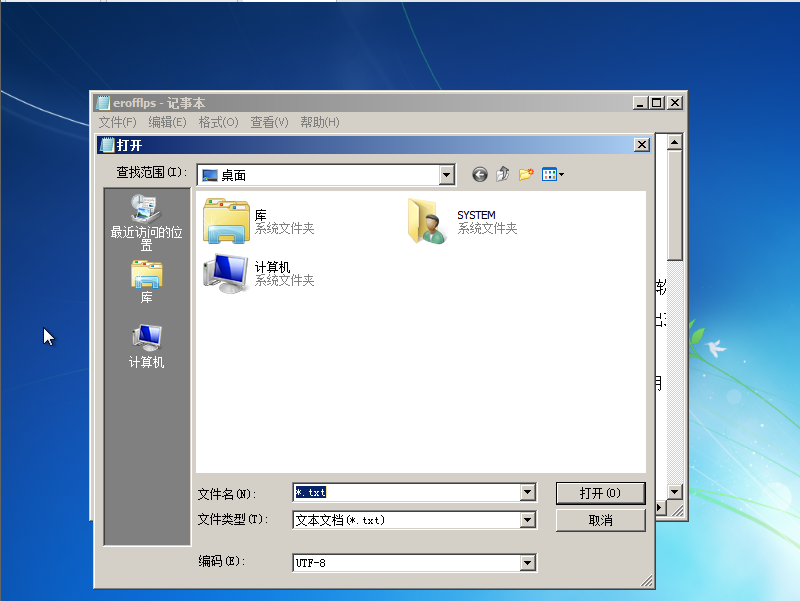 erofflps - 记事本
文件(F) 编辑(E) 格式(O) 查看(V) 帮助(H)
打开
查找范围(I): 桌面
最近访问的位
置
库
计算机
库
系统文件夹
SYSTEM
系统文件夹
计算机
系统文件夹
文件名(N): *.txt 打开(O)
文件类型(T): 文本文档(*.txt) 取消
编码(E): UTF-8